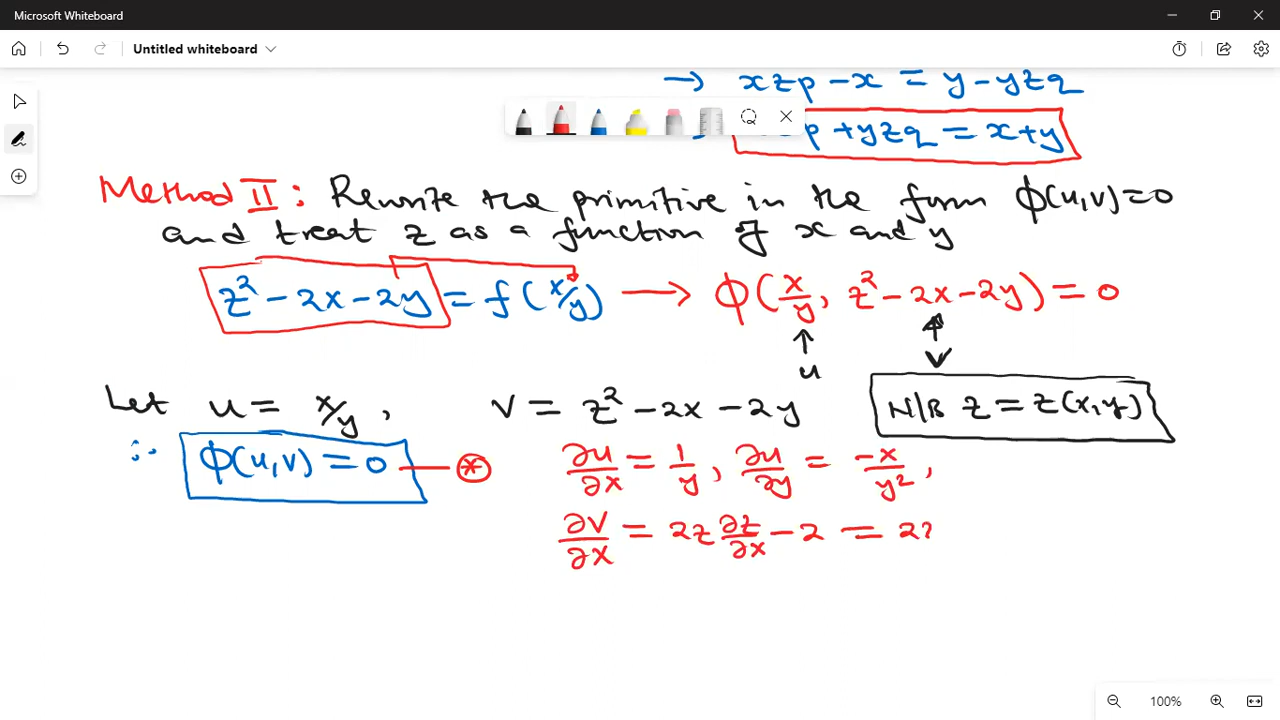 Microsoft Whiteboard
Untitled whiteboard
→ xzp - x = y - yzq
p + yzq = x + y
Method II: Rewrite the primitive in the form ϕ(u,v)=0
and treat z as a function of x and y
z² - 2x - 2y = f(x/y) → ϕ(x/y, z² - 2x - 2y) = 0
u v
Let u = x/y, v = z² - 2x - 2y N/B z = z(x,y)
∴ ϕ(u,v) = 0 — ⊛ ∂u/∂x = 1/y, ∂u/∂y = -x/y²,
∂v/∂x = 2z ∂z/∂x - 2 = 2
100%